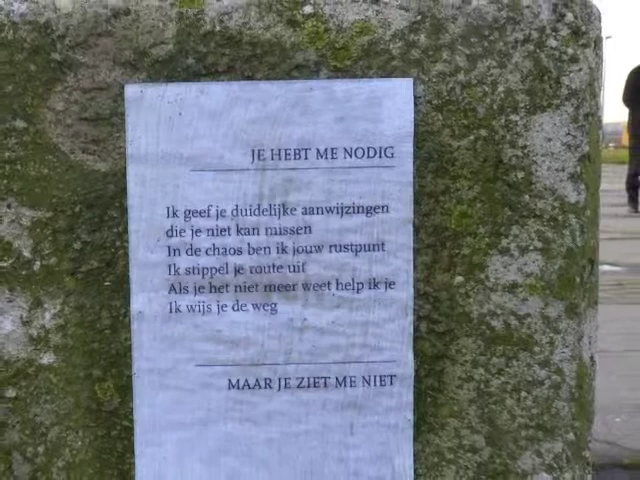 JE HEBT ME NODIG
Ik geef je duidelijke aanwijzingen
die je niet kan missen
In de chaos ben ik jouw rustpunt
Ik stippel je route uit
Als je het niet meer weet help ik je
Ik wijs je de weg
MAAR JE ZIET ME NIET